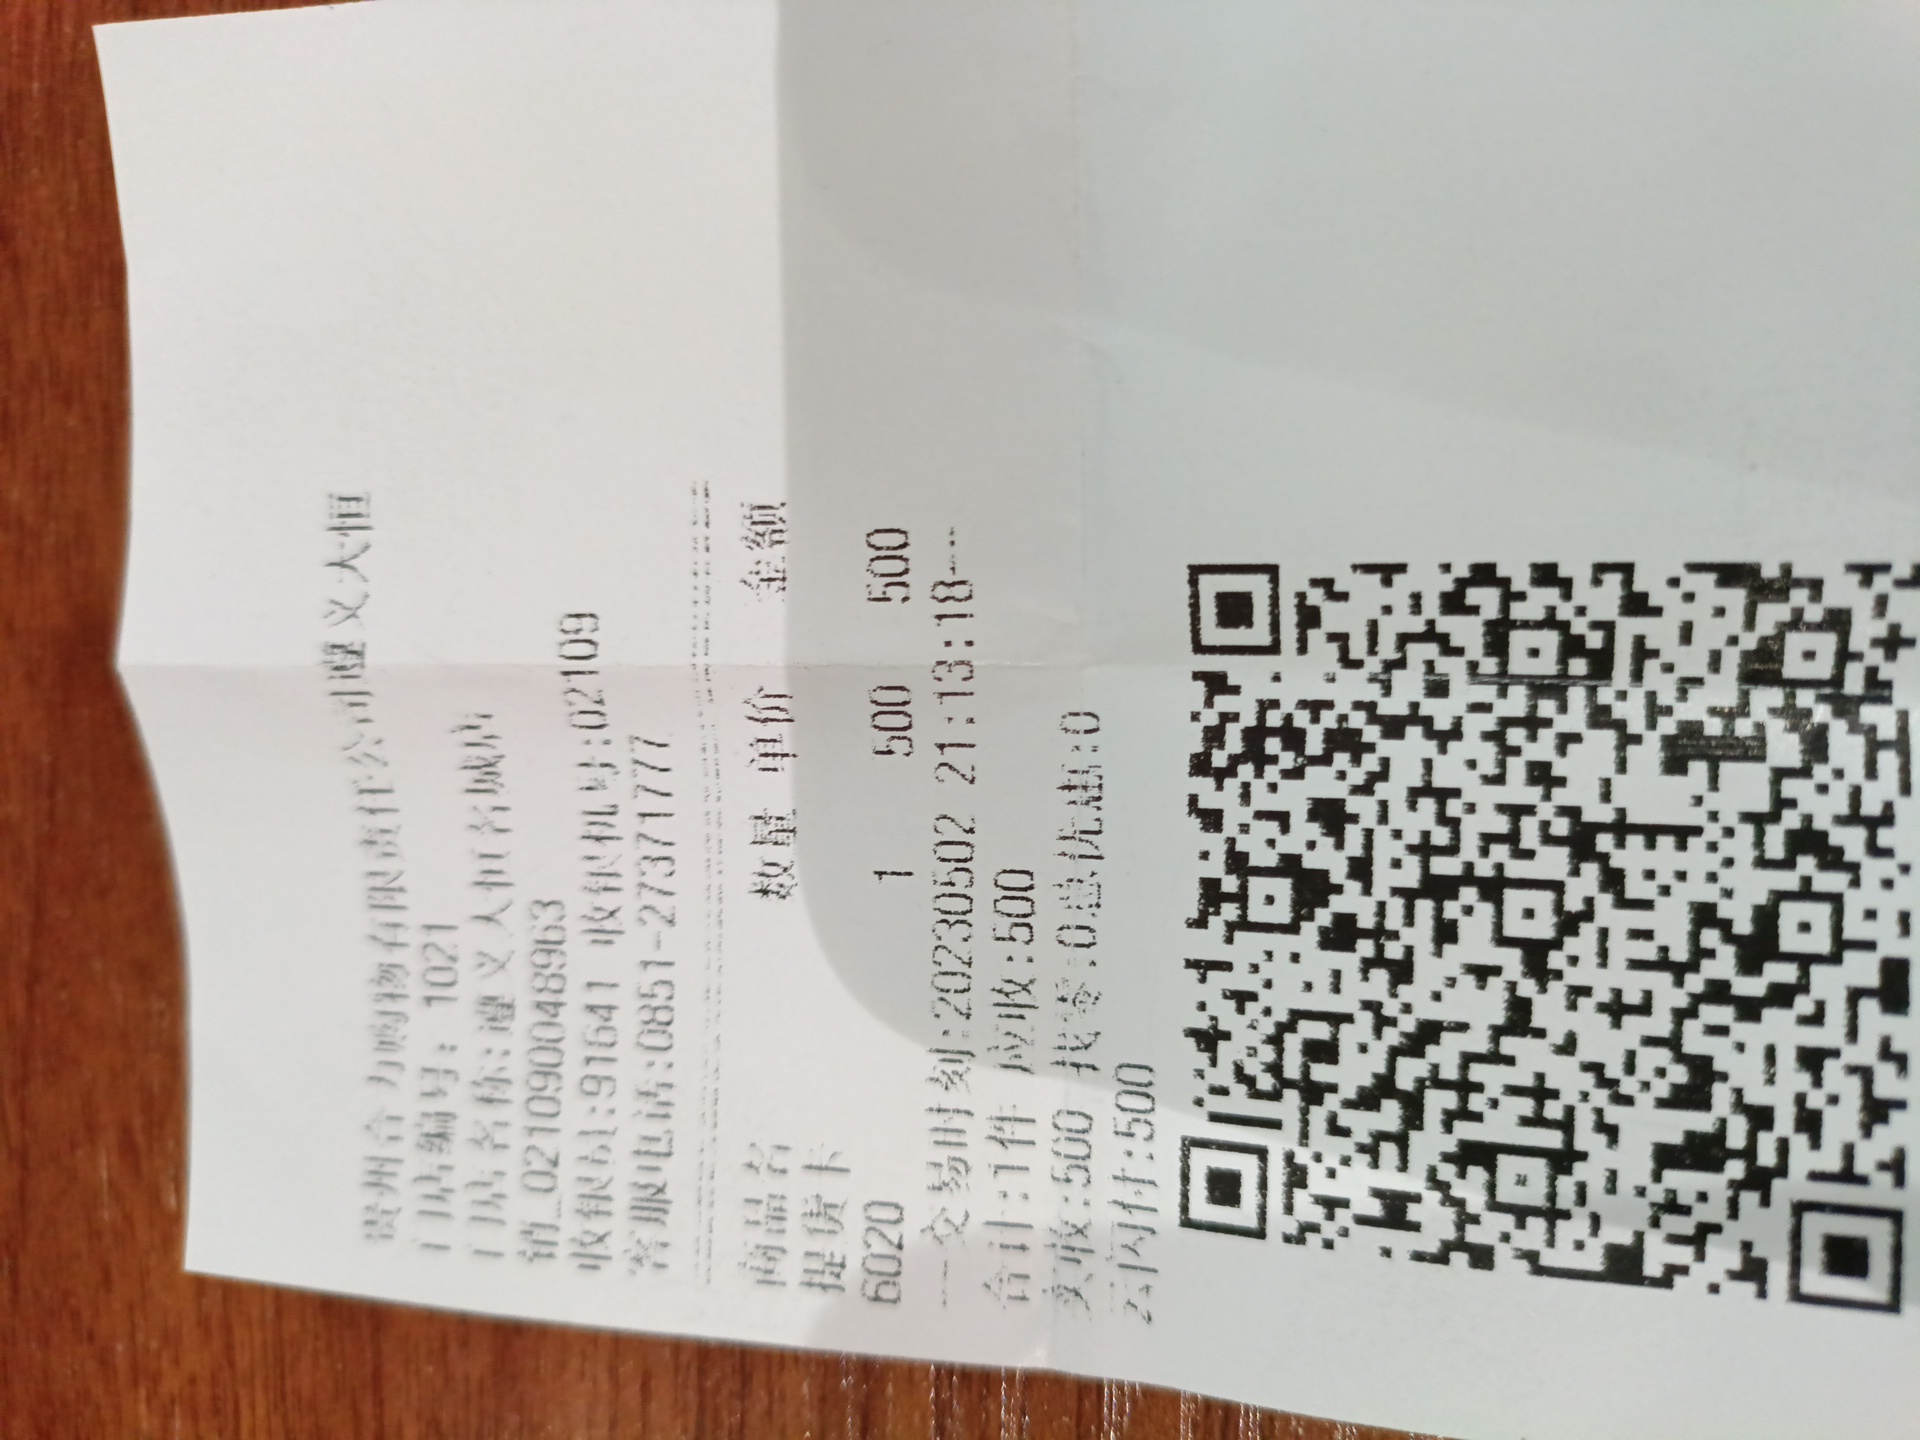 贵州合力购物有限责任公司遵义大恒
门店编号: 1021
门店名称:遵义大恒名城店
销_0210900489​63
收银员:91641 收银机号:02109
客服电话:0851-27371777
商品名 数量 单价 金额
提货卡
6020 1 500 500
---交易时刻:20230502 21:13:18---
合计:1件 应收:500
实收:500 找零:0总优惠:0
云闪付:500